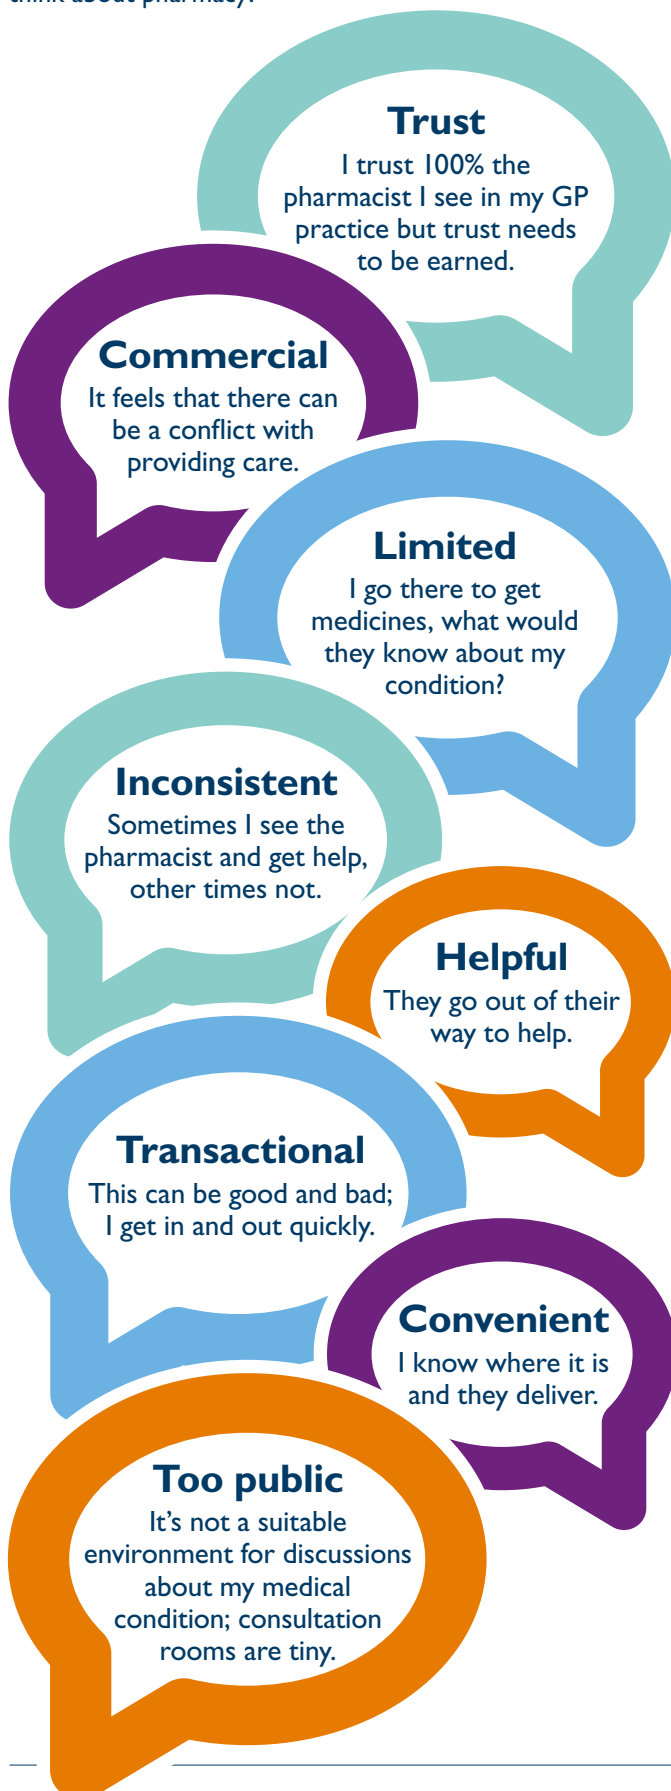 think about pharmacy.
Trust
I trust 100% the
pharmacist I see in my GP
practice but trust needs
to be earned.
Commercial
It feels that there can
be a conflict with
providing care.
Limited
I go there to get
medicines, what would
they know about my
condition?
Inconsistent
Sometimes I see the
pharmacist and get help,
other times not.
Helpful
They go out of their
way to help.
Transactional
This can be good and bad;
I get in and out quickly.
Convenient
I know where it is
and they deliver.
Too public
It’s not a suitable
environment for discussions
about my medical
condition; consultation
rooms are tiny.